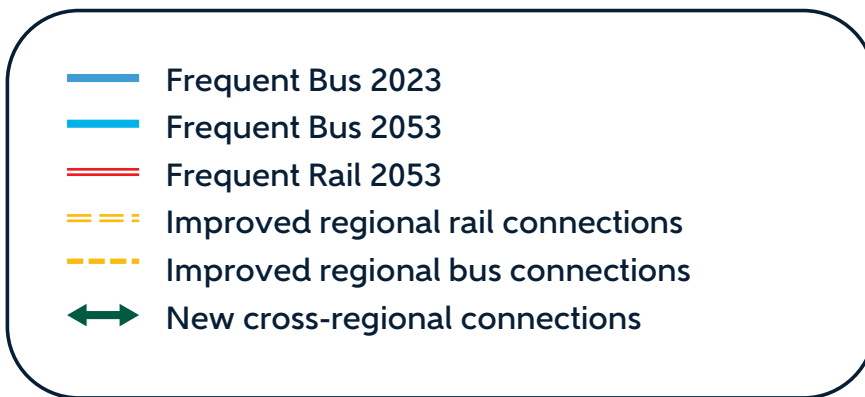 Frequent Bus 2023
Frequent Bus 2053
Frequent Rail 2053
Improved regional rail connections
Improved regional bus connections
New cross-regional connections